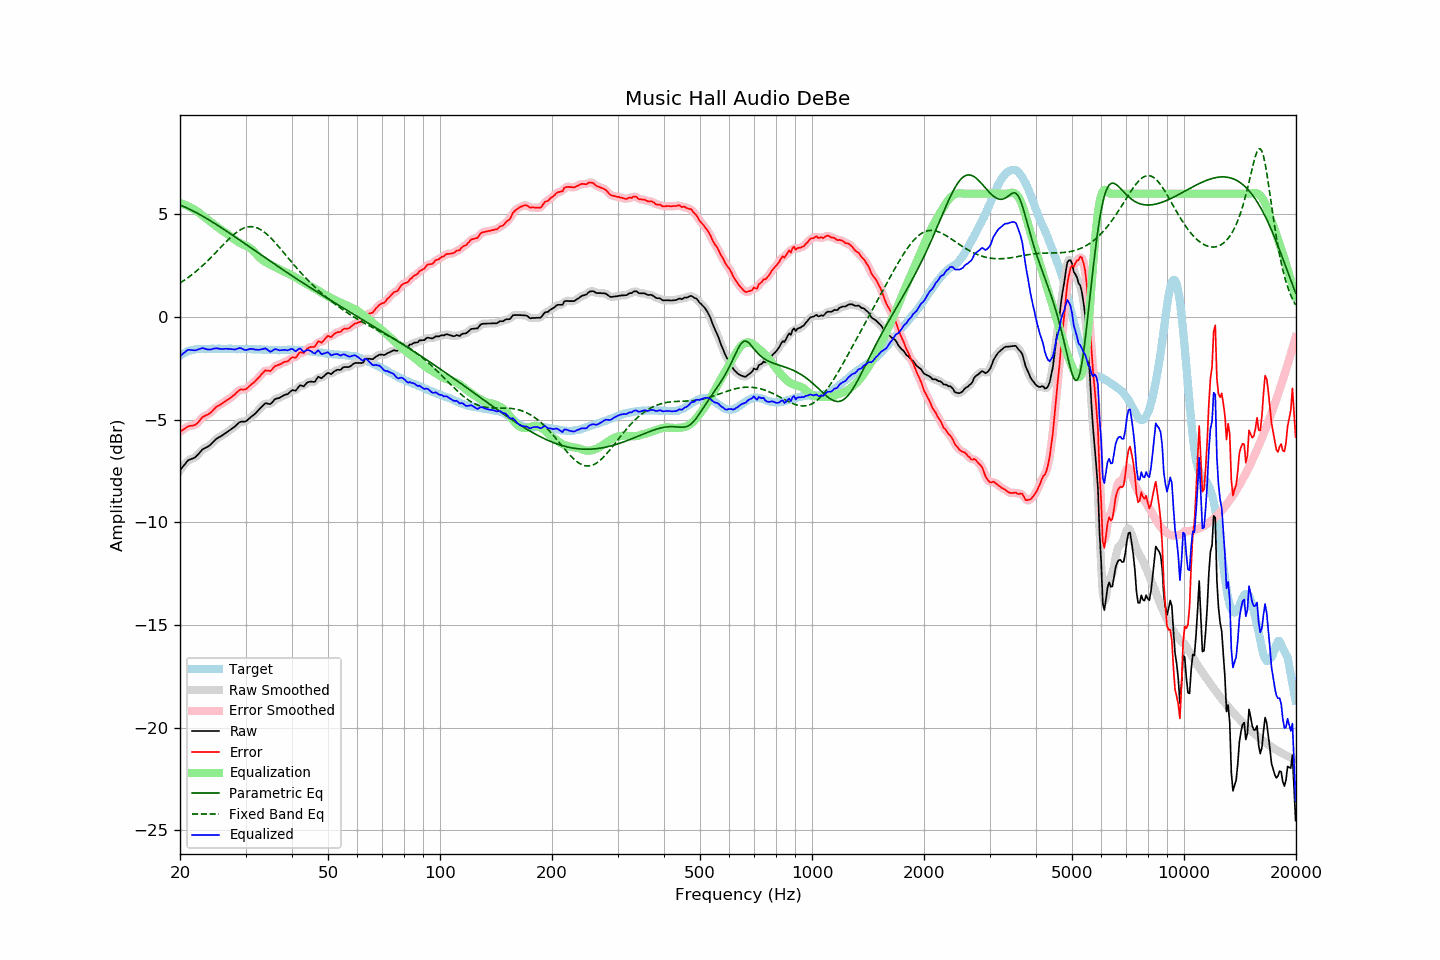 Music Hall Audio DeBe
Amplitude (dBr)
5
0
−5
−10
−15
−20
−25
Target
Raw Smoothed
Error Smoothed
Raw
Error
Equalization
Parametric Eq
Fixed Band Eq
Equalized
20 50 100 200 500 1000 2000 5000 10000 20000
Frequency (Hz)